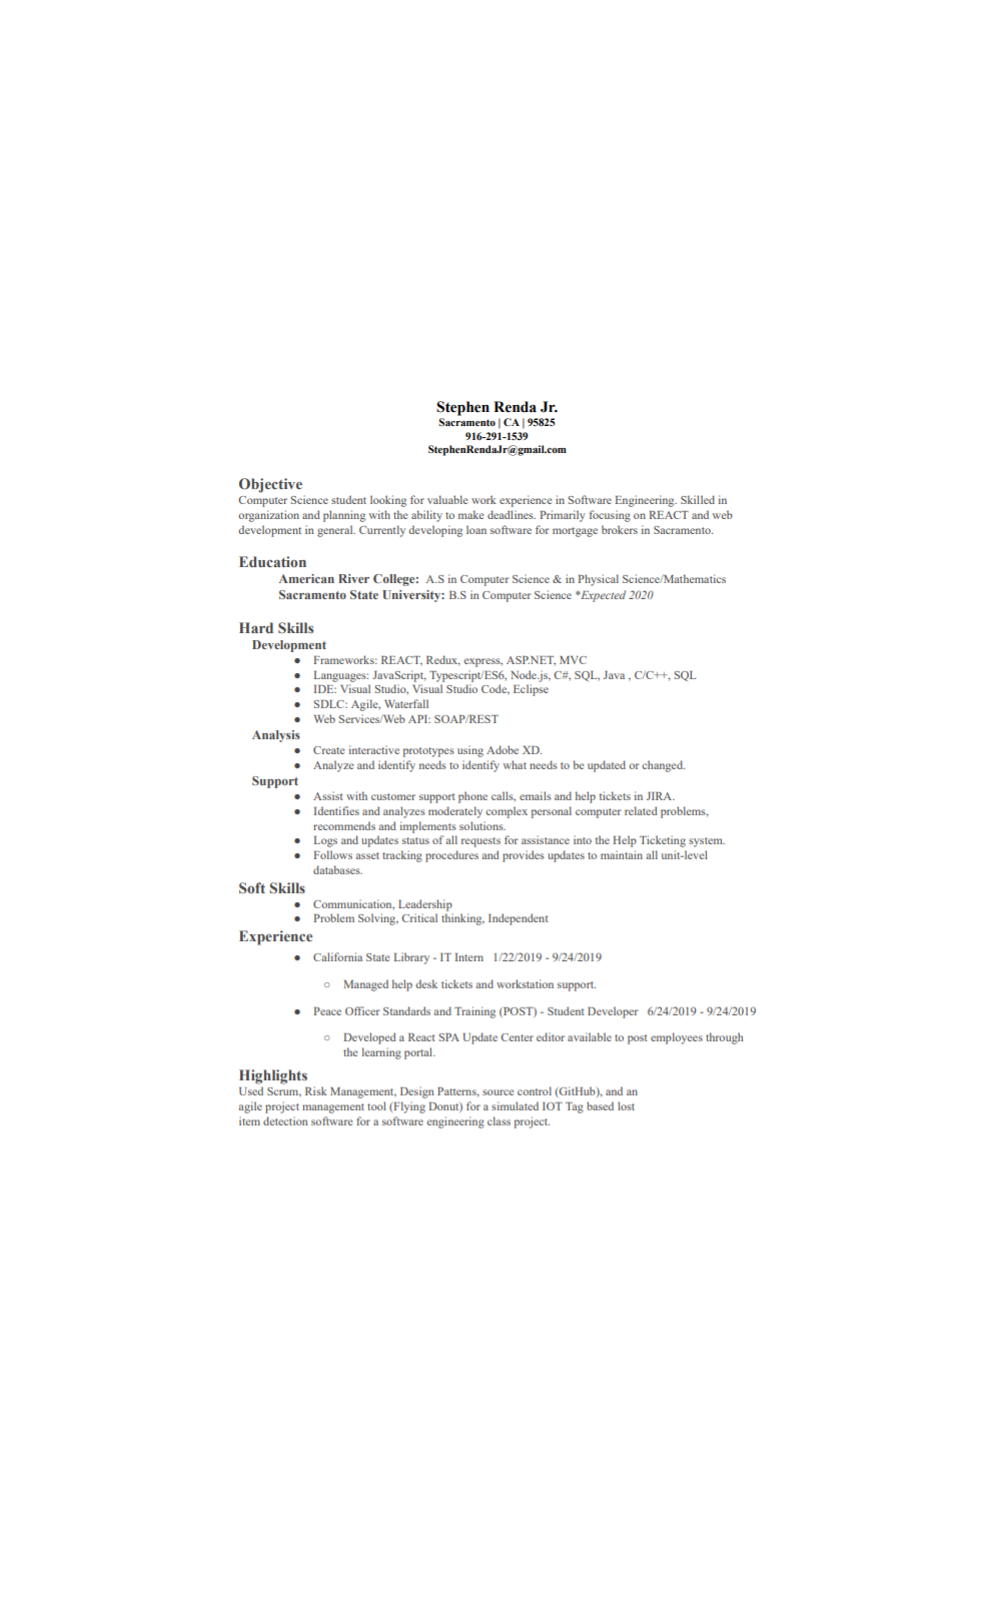 Stephen Renda Jr.
Sacramento | CA | 95825
916-291-1539
StephenRendaJr@gmail.com
Objective
Computer Science student looking for valuable work experience in Software Engineering. Skilled in
organization and planning with the ability to make deadlines. Primarily focusing on REACT and web
development in general. Currently developing loan software for mortgage brokers in Sacramento.
Education
American River College: A.S in Computer Science & in Physical Science/Mathematics
Sacramento State University: B.S in Computer Science *Expected 2020
Hard Skills
Development
● Frameworks: REACT, Redux, express, ASP.NET, MVC
● Languages: JavaScript, Typescript/ES6, Node.js, C#, SQL, Java , C/C++, SQL
● IDE: Visual Studio, Visual Studio Code, Eclipse
● SDLC: Agile, Waterfall
● Web Services/Web API: SOAP/REST
Analysis
● Create interactive prototypes using Adobe XD.
● Analyze and identify needs to identify what needs to be updated or changed.
Support
● Assist with customer support phone calls, emails and help tickets in JIRA.
● Identifies and analyzes moderately complex personal computer related problems,
recommends and implements solutions.
● Logs and updates status of all requests for assistance into the Help Ticketing system.
● Follows asset tracking procedures and provides updates to maintain all unit-level
databases.
Soft Skills
● Communication, Leadership
● Problem Solving, Critical thinking, Independent
Experience
● California State Library - IT Intern 1/22/2019 - 9/24/2019
○ Managed help desk tickets and workstation support.
● Peace Officer Standards and Training (POST) - Student Developer 6/24/2019 - 9/24/2019
○ Developed a React SPA Update Center editor available to post employees through
the learning portal.
Highlights
Used Scrum, Risk Management, Design Patterns, source control (GitHub), and an
agile project management tool (Flying Donut) for a simulated IOT Tag based lost
item detection software for a software engineering class project.